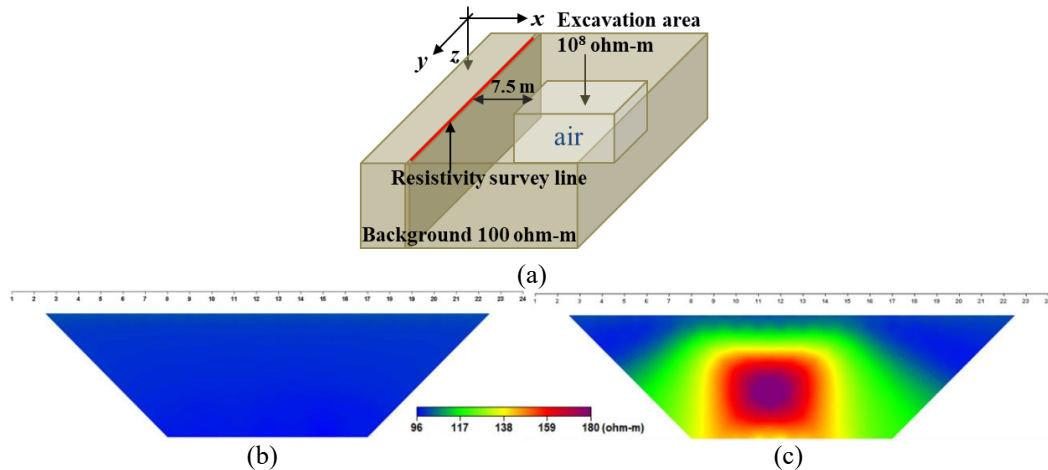 x
Excavation area
10⁸ ohm-m
y
z
7.5 m
air
Resistivity survey line
Background 100 ohm-m
(a)
1 2 3 4 5 6 7 8 9 10 11 12 13 14 15 16 17 18 19 20 21 22 23 24
1 2 3 4 5 6 7 8 9 10 11 12 13 14 15 16 17 18 19 20 21 22 23 24
96 117 138 159 180 (ohm-m)
(b)
(c)